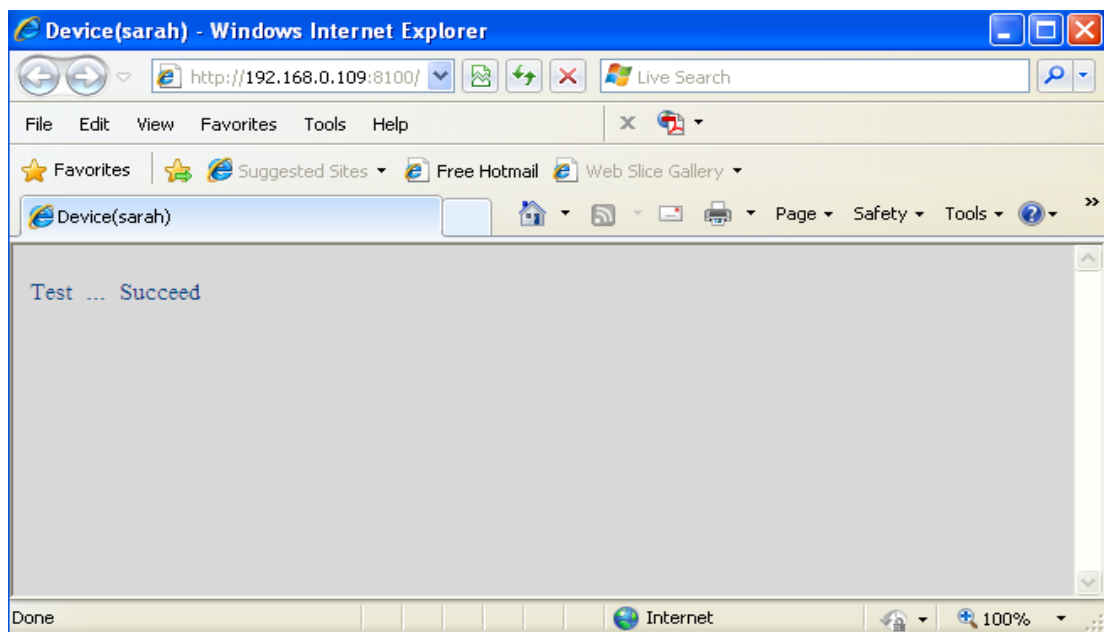 Device(sarah) - Windows Internet Explorer
http://192.168.0.109:8100/ Live Search
File Edit View Favorites Tools Help
Favorites Suggested Sites Free Hotmail Web Slice Gallery
Device(sarah) Page Safety Tools
Test ... Succeed
Done Internet 100%